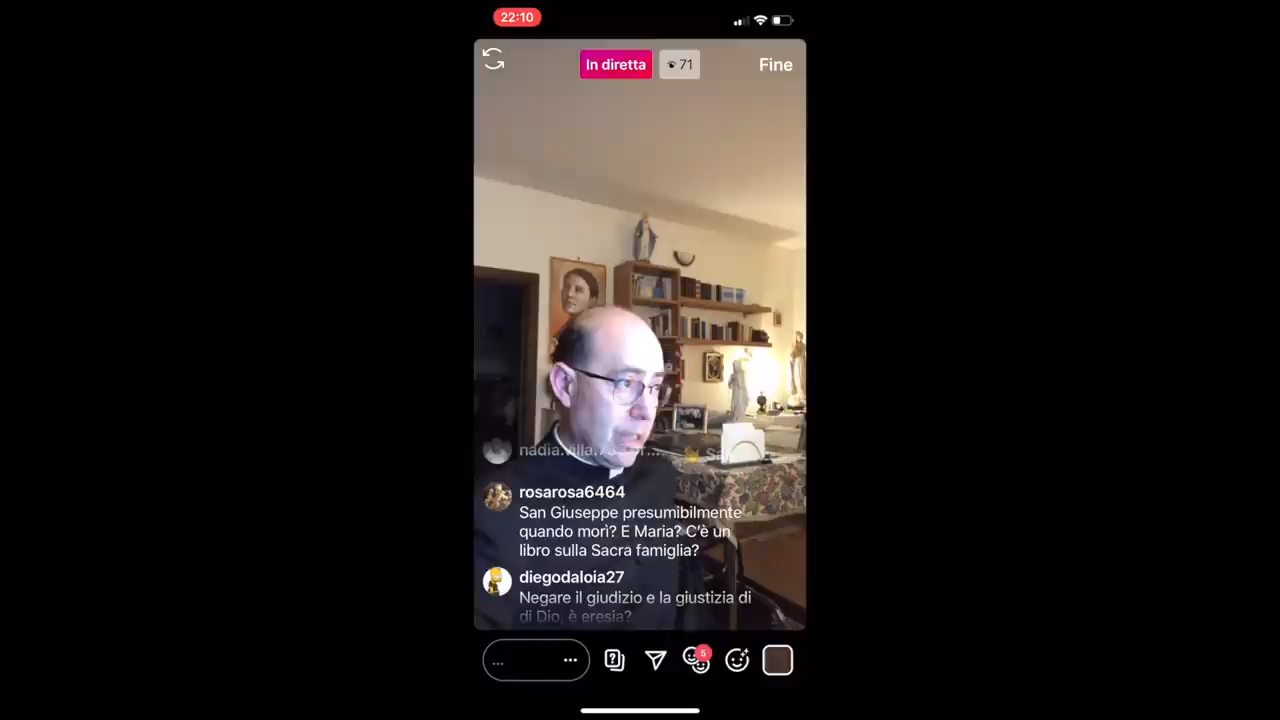 22:10
In diretta
71
Fine
rosarosa6464
San Giuseppe presumibilmente
quando morì? E Maria? C'è un
libro sulla Sacra famiglia?
diegodaloia27
Negare il giudizio e la giustizia di
di Dio, è eresia?
...
5